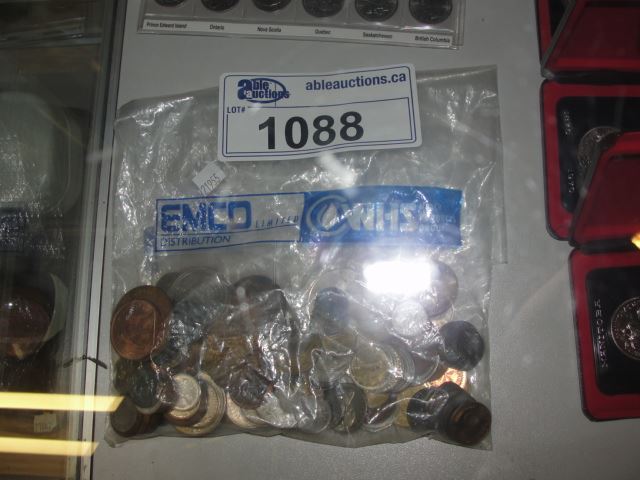 Prince Edward Island Ontario Nova Scotia Quebec Saskatchewan British Columbia
able auctions ableauctions.ca
LOT# 1088
EMCO LIMITED
DISTRIBUTION
MANITOBA